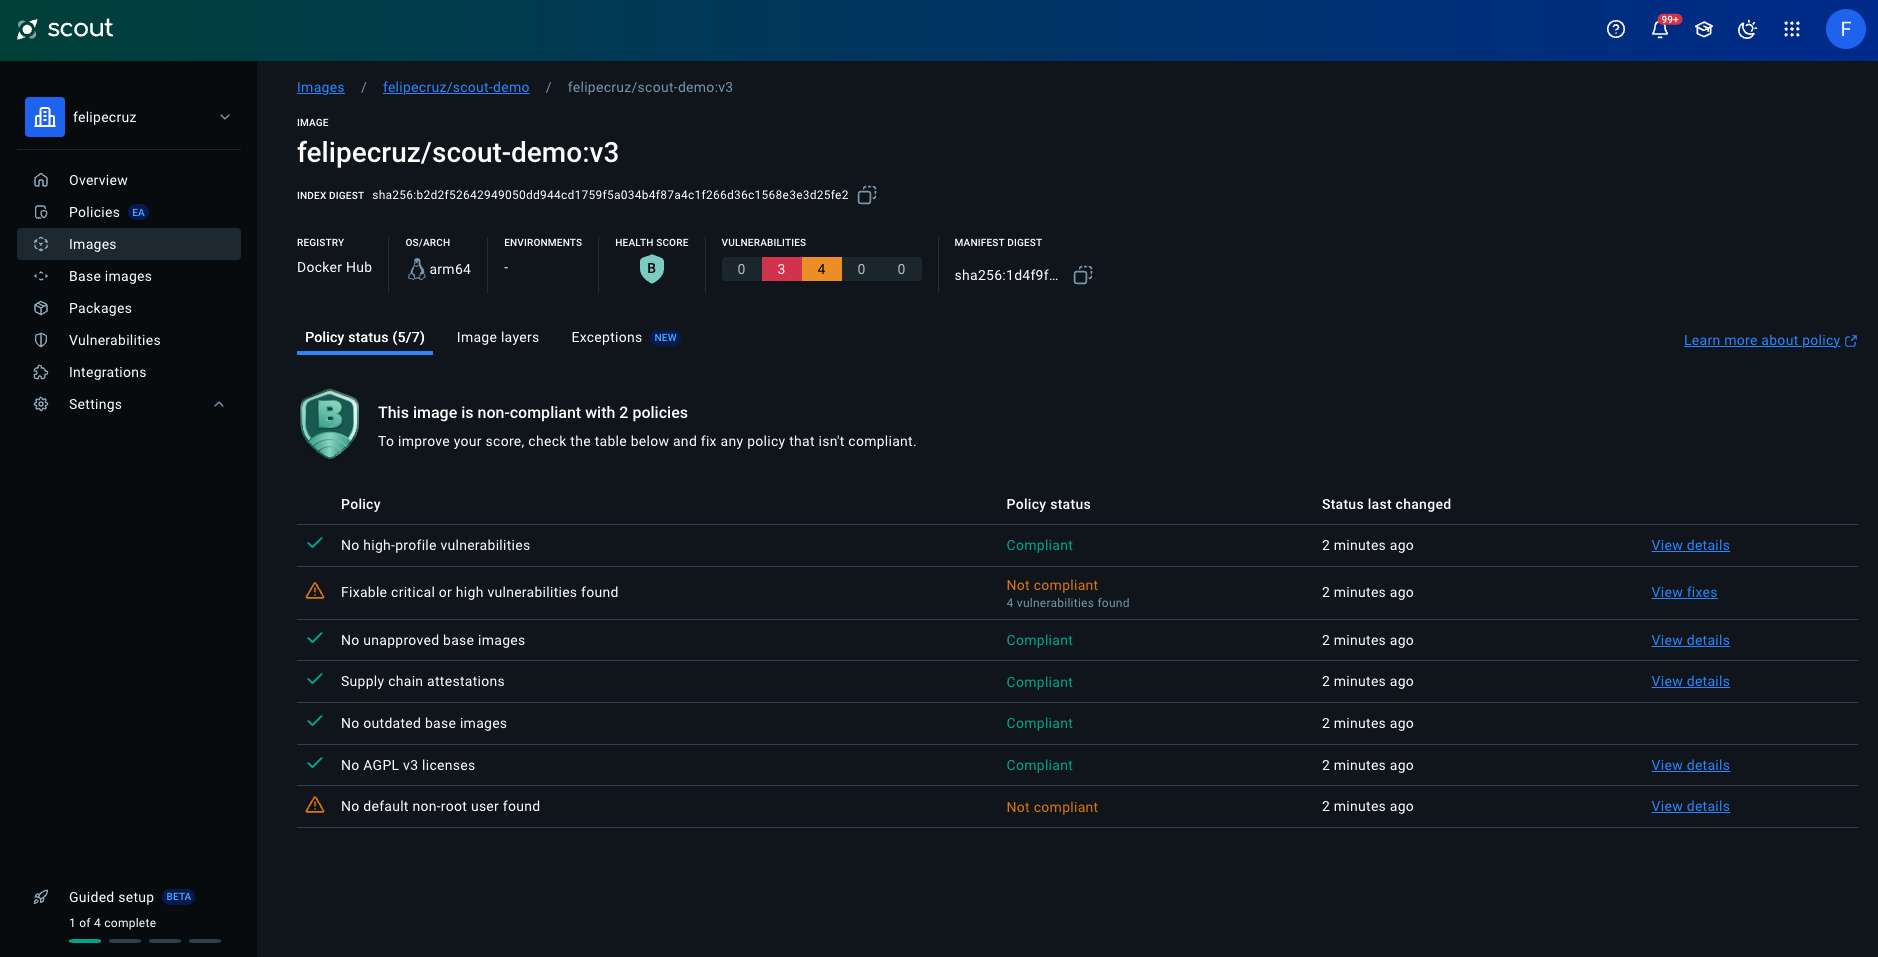 scout
99+
F
felipecruz
Overview
Policies EA
Images
Base images
Packages
Vulnerabilities
Integrations
Settings
Guided setup BETA
1 of 4 complete
Images / felipecruz/scout-demo / felipecruz/scout-demo:v3
IMAGE
felipecruz/scout-demo:v3
INDEX DIGEST sha256:b2d2f52642949050dd944cd1759f5a034b4f87a4c1f266d36c1568e3e3d25fe2
REGISTRY OS/ARCH ENVIRONMENTS HEALTH SCORE VULNERABILITIES MANIFEST DIGEST
Docker Hub arm64 - B 0 3 4 0 0 sha256:1d4f9f...
Policy status (5/7) Image layers Exceptions NEW Learn more about policy
B
This image is non-compliant with 2 policies
To improve your score, check the table below and fix any policy that isn't compliant.
Policy Policy status Status last changed
No high-profile vulnerabilities Compliant 2 minutes ago View details
Fixable critical or high vulnerabilities found Not compliant 2 minutes ago View fixes
4 vulnerabilities found
No unapproved base images Compliant 2 minutes ago View details
Supply chain attestations Compliant 2 minutes ago View details
No outdated base images Compliant 2 minutes ago
No AGPL v3 licenses Compliant 2 minutes ago View details
No default non-root user found Not compliant 2 minutes ago View details